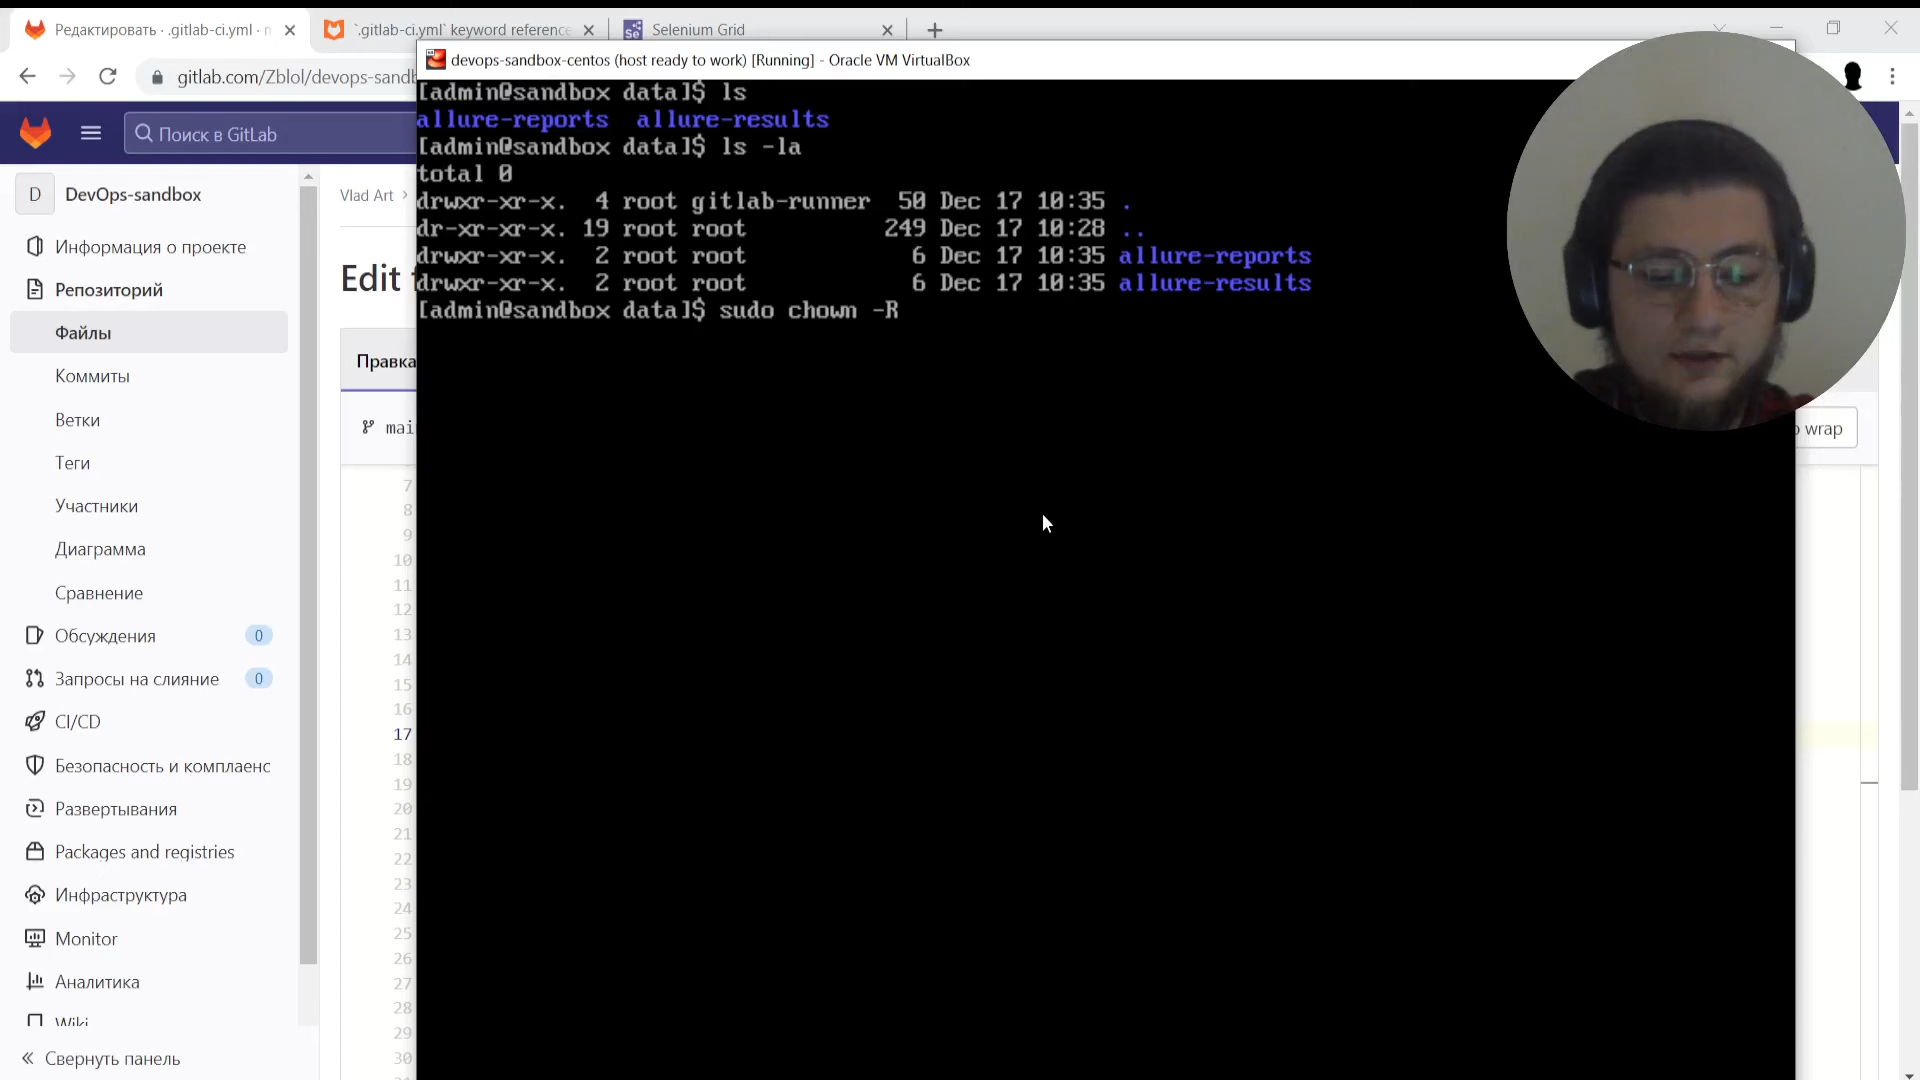 Редактировать · .gitlab-ci.yml · m
`.gitlab-ci.yml` keyword reference
Selenium Grid
gitlab.com/Zblol/devops-sandb
devops-sandbox-centos (host ready to work) [Running] - Oracle VM VirtualBox
Поиск в GitLab
D DevOps-sandbox
Информация о проекте
Репозиторий
Файлы
Коммиты
Ветки
Теги
Участники
Диаграмма
Сравнение
Обсуждения 0
Запросы на слияние 0
CI/CD
Безопасность и комплаенс
Развертывания
Packages and registries
Инфраструктура
Monitor
Аналитика
Wiki
Свернуть панель
Vlad Art
Edit f
Правка
mai
wrap
7
8
9
10
11
12
13
14
15
16
17
18
19
20
21
22
23
24
25
26
27
28
29
30
[admin@sandbox data]$ ls
allure-reports allure-results
[admin@sandbox data]$ ls -la
total 0
drwxr-xr-x. 4 root gitlab-runner 50 Dec 17 10:35 .
dr-xr-xr-x. 19 root root 249 Dec 17 10:28 ..
drwxr-xr-x. 2 root root 6 Dec 17 10:35 allure-reports
drwxr-xr-x. 2 root root 6 Dec 17 10:35 allure-results
[admin@sandbox data]$ sudo chown -R